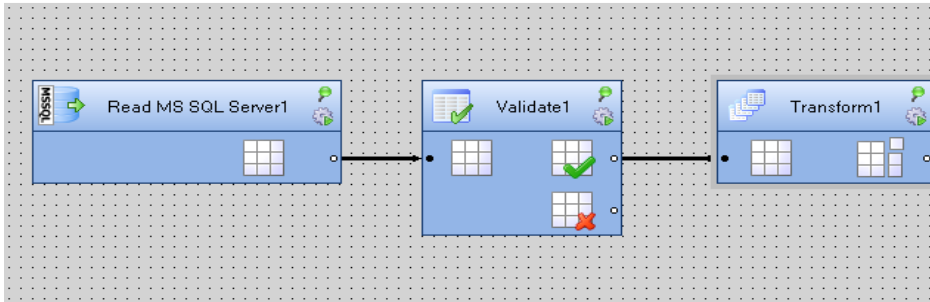 MSSQL
Read MS SQL Server1
Validate1
Transform1